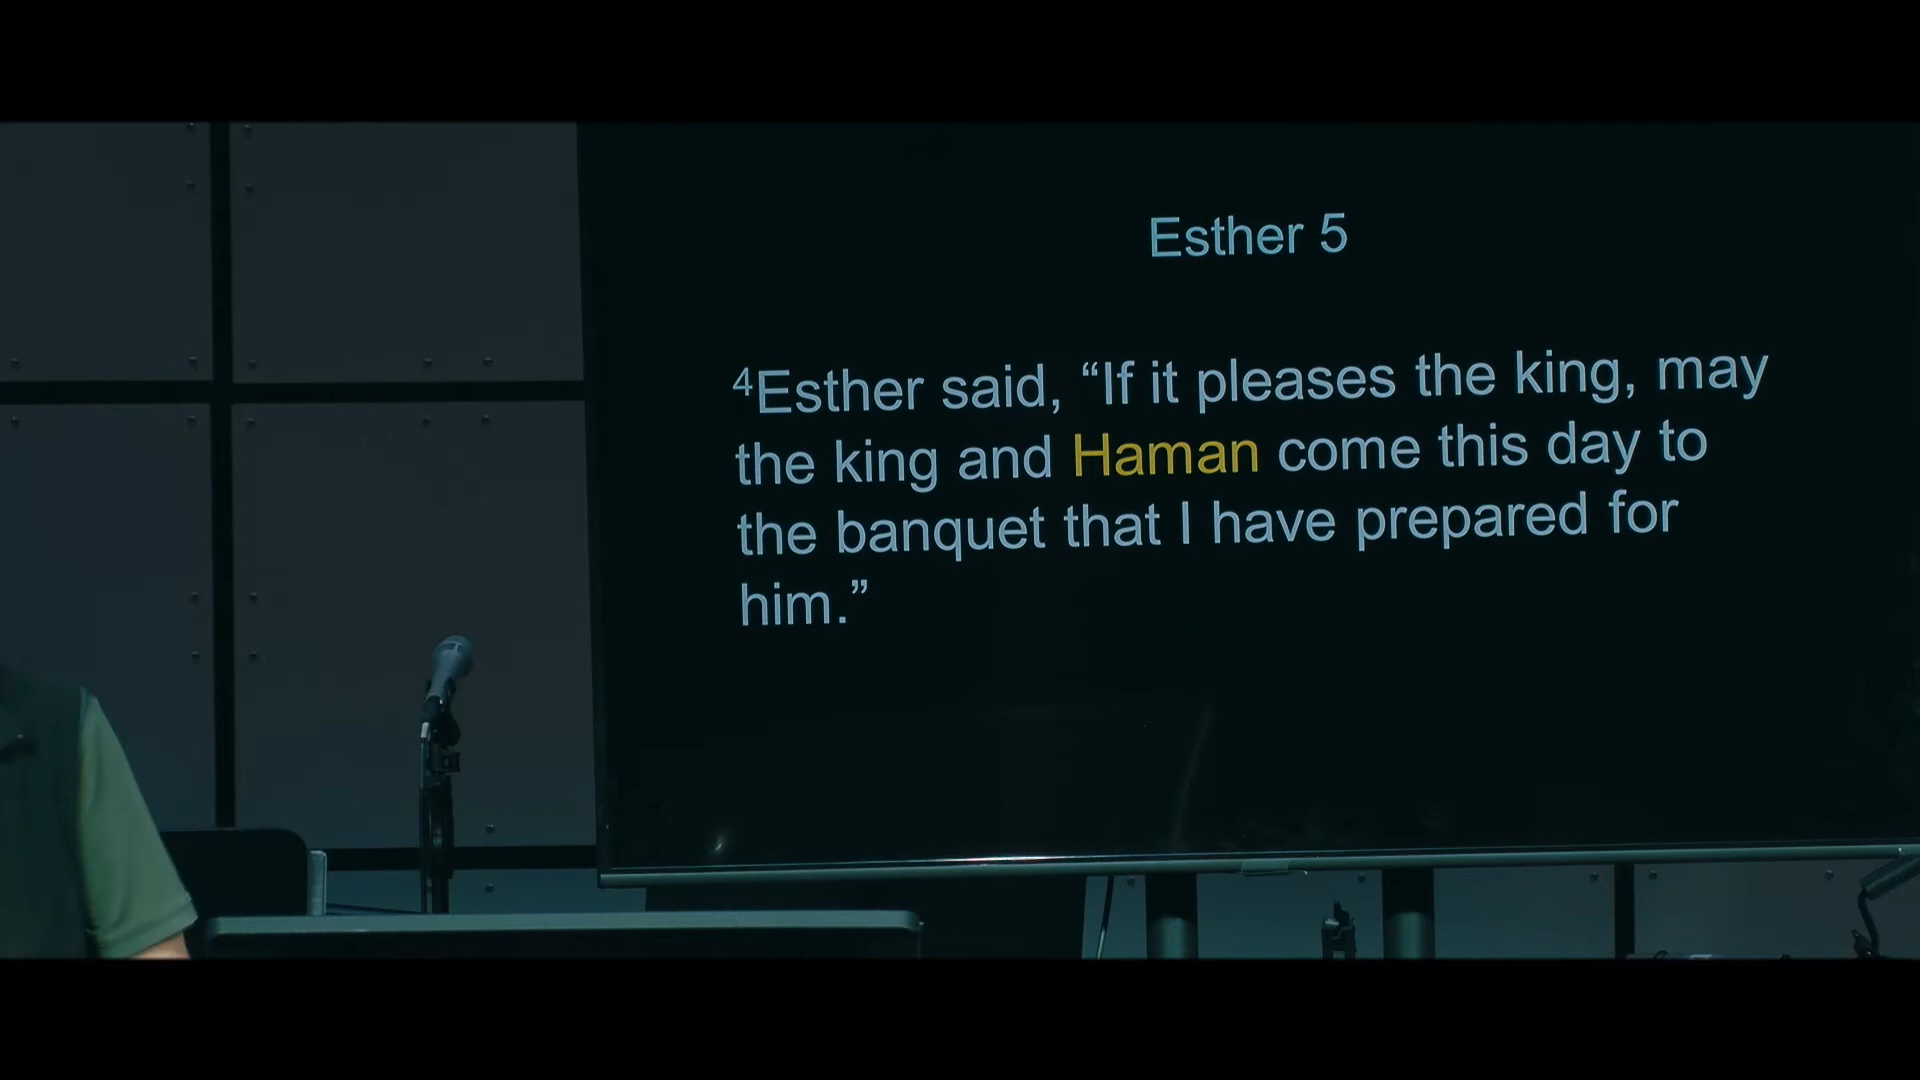 Esther 5
⁴Esther said, “If it pleases the king, may
the king and Haman come this day to
the banquet that I have prepared for
him.”